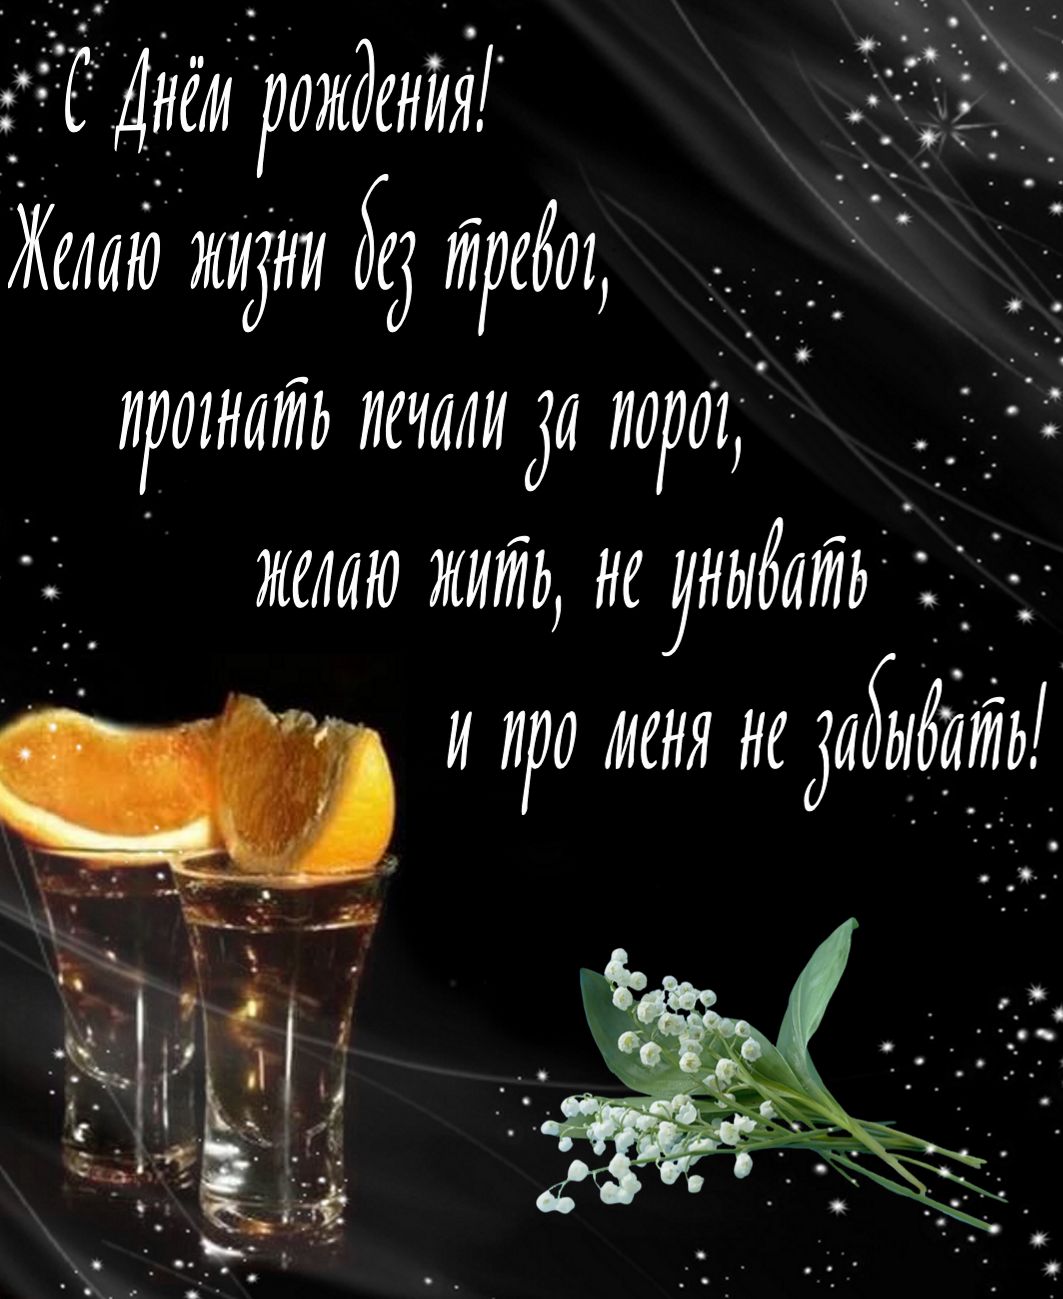 С Днём рождения!
Желаю жизни без тревог,
прогнать печали за порог,
желаю жить, не унывать
и про меня не забывать!